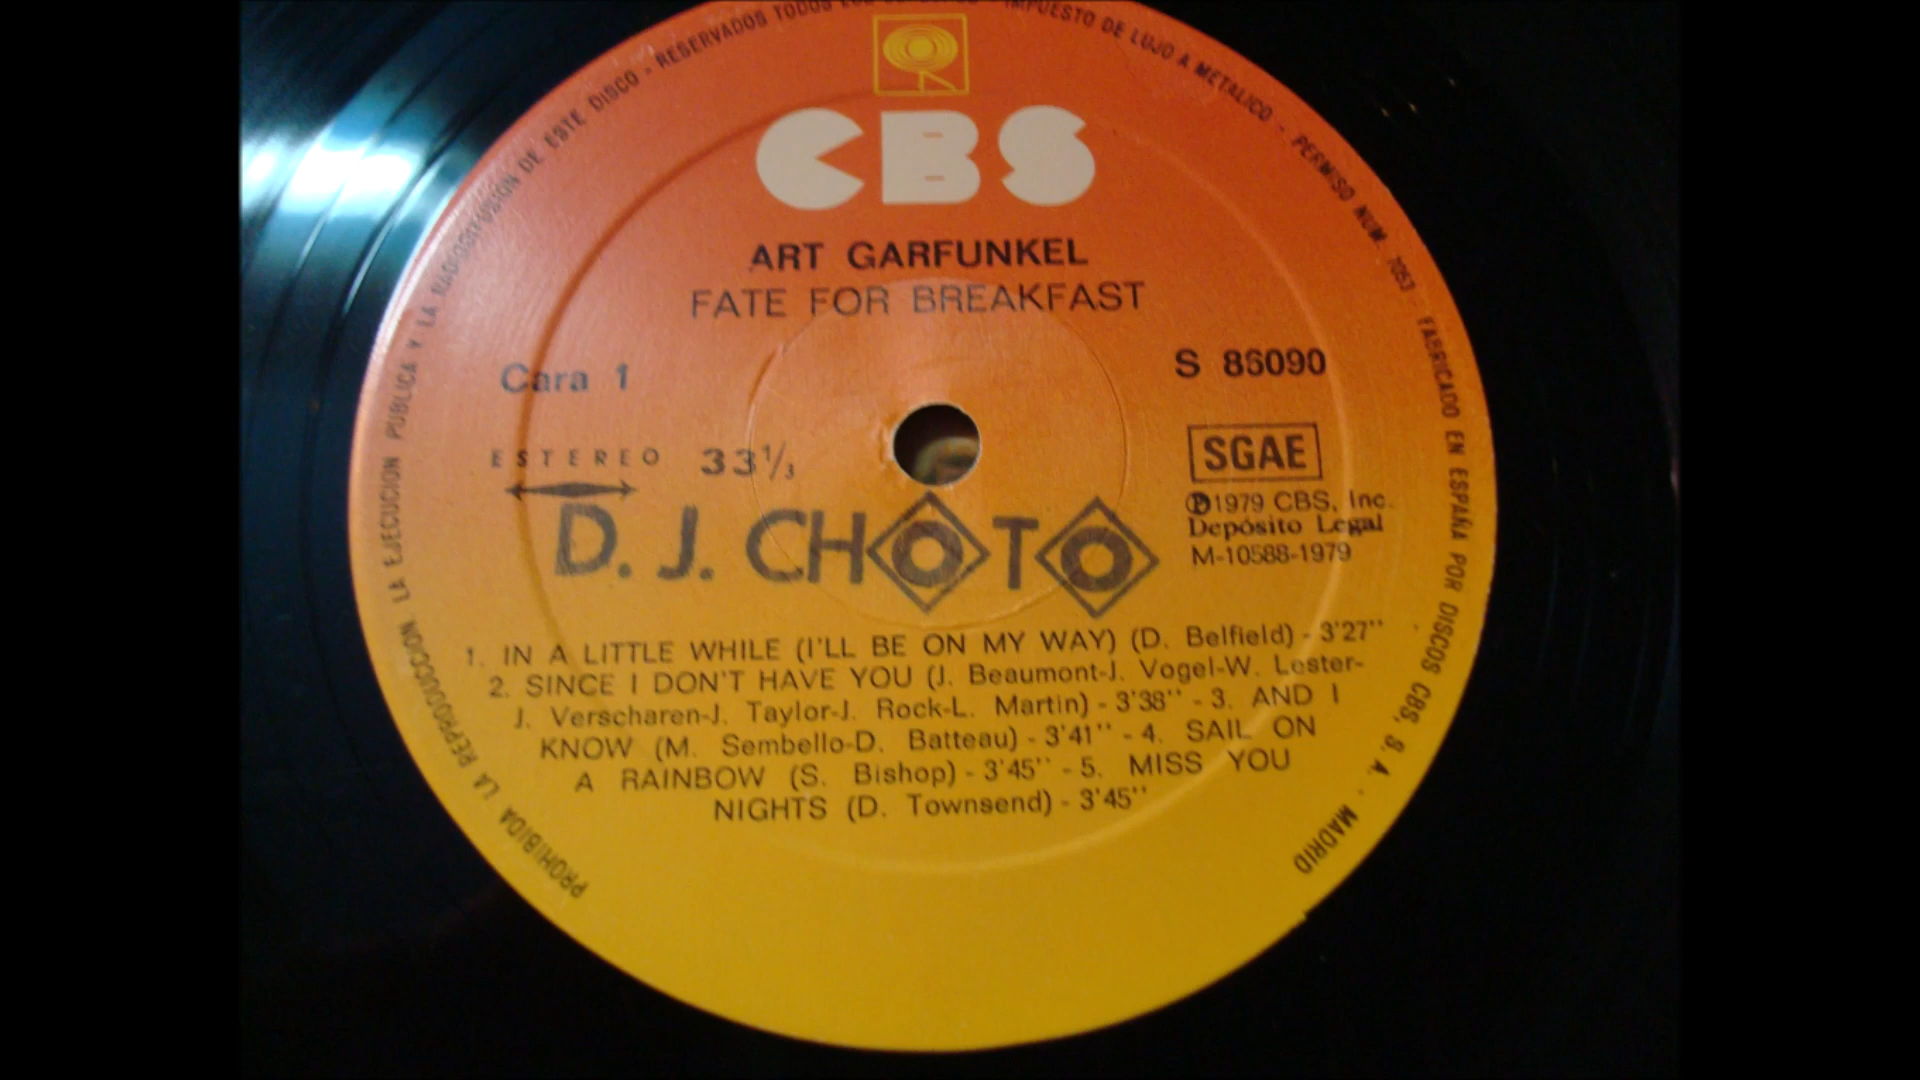 PROHIBIDA LA REPRODUCCION, LA EJECUCION PUBLICA Y LA RADIODIFUSION DE ESTE DISCO - RESERVADOS TODOS LOS - IMPUESTO DE LUJO A METALICO - PERMISO NUM. 7053 - FABRICADO EN ESPAÑA POR DISCOS CBS, S. A. - MADRID
CBS
ART GARFUNKEL
FATE FOR BREAKFAST
Cara 1
S 86090
ESTEREO 33 1/3
SGAE
Ⓟ1979 CBS, Inc.
Depósito Legal
M-10588-1979
D. J. CHOTO
1. IN A LITTLE WHILE (I'LL BE ON MY WAY) (D. Belfield) - 3'27''
2. SINCE I DON'T HAVE YOU (J. Beaumont-J. Vogel-W. Lester-
J. Verscharen-J. Taylor-J. Rock-L. Martin) - 3'38'' - 3. AND I
KNOW (M. Sembello-D. Batteau) - 3'41'' - 4. SAIL ON
A RAINBOW (S. Bishop) - 3'45'' - 5. MISS YOU
NIGHTS (D. Townsend) - 3'45''